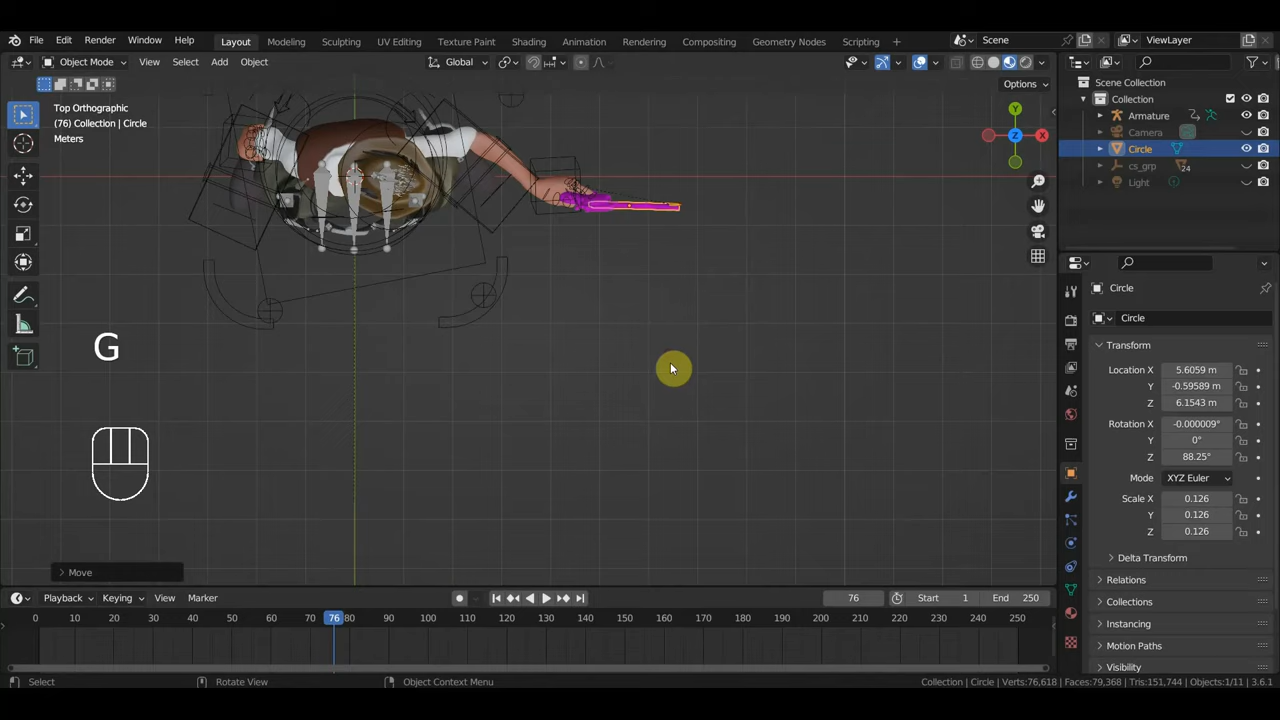 File Edit Render Window Help Layout Modeling Sculpting UV Editing Texture Paint Shading Animation Rendering Compositing Geometry Nodes Scripting + Scene ViewLayer
Object Mode View Select Add Object Global
Options
Top Orthographic
(76) Collection | Circle
Meters
Y
X
Z
G
Move
Scene Collection
Collection
Armature
Camera
Circle
cs_grp 24
Light
Circle
Circle
Transform
Location X 5.6059 m
Y -0.59589 m
Z 6.1543 m
Rotation X -0.000009°
Y 0°
Z 88.25°
Mode XYZ Euler
Scale X 0.126
Y 0.126
Z 0.126
Delta Transform
Relations
Collections
Instancing
Motion Paths
Visibility
Playback Keying View Marker 76 Start 1 End 250
0 10 20 30 40 50 60 70 76 80 90 100 110 120 130 140 150 160 170 180 190 200 210 220 230 240 250
Select Rotate View Object Context Menu Collection | Circle | Verts:76,618 | Faces:79,368 | Tris:151,744 | Objects:1/11 | 3.6.1